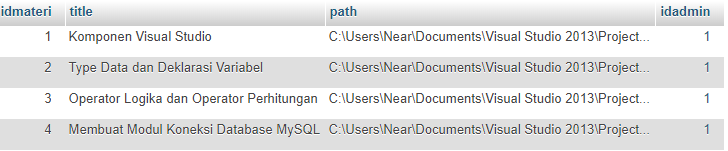 idmateri title path idadmin
1 Komponen Visual Studio C:\Users\Near\Documents\Visual Studio 2013\Project... 1
2 Type Data dan Deklarasi Variabel C:\Users\Near\Documents\Visual Studio 2013\Project... 1
3 Operator Logika dan Operator Perhitungan C:\Users\Near\Documents\Visual Studio 2013\Project... 1
4 Membuat Modul Koneksi Database MySQL C:\Users\Near\Documents\Visual Studio 2013\Project... 1